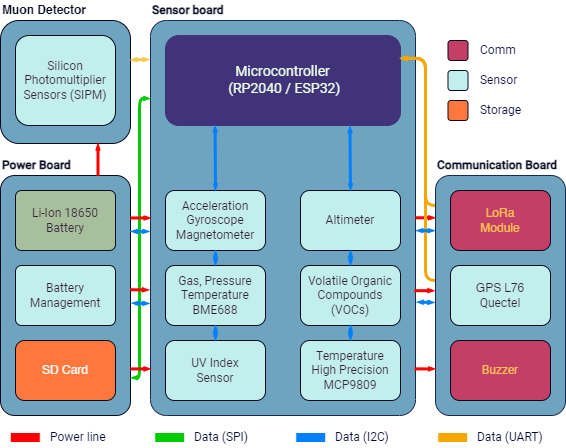 Muon Detector
Sensor board
Silicon
Photomultiplier
Sensors (SIPM)
Microcontroller
(RP2040 / ESP32)
Comm
Sensor
Storage
Power Board
Communication Board
Li-Ion 18650
Battery
Acceleration
Gyroscope
Magnetometer
Altimeter
LoRa
Module
Battery
Management
Gas, Pressure
Temperature
BME688
Volatile Organic
Compounds
(VOCs)
GPS L76
Quectel
SD Card
UV Index
Sensor
Temperature
High Precision
MCP9809
Buzzer
Power line
Data (SPI)
Data (I2C)
Data (UART)